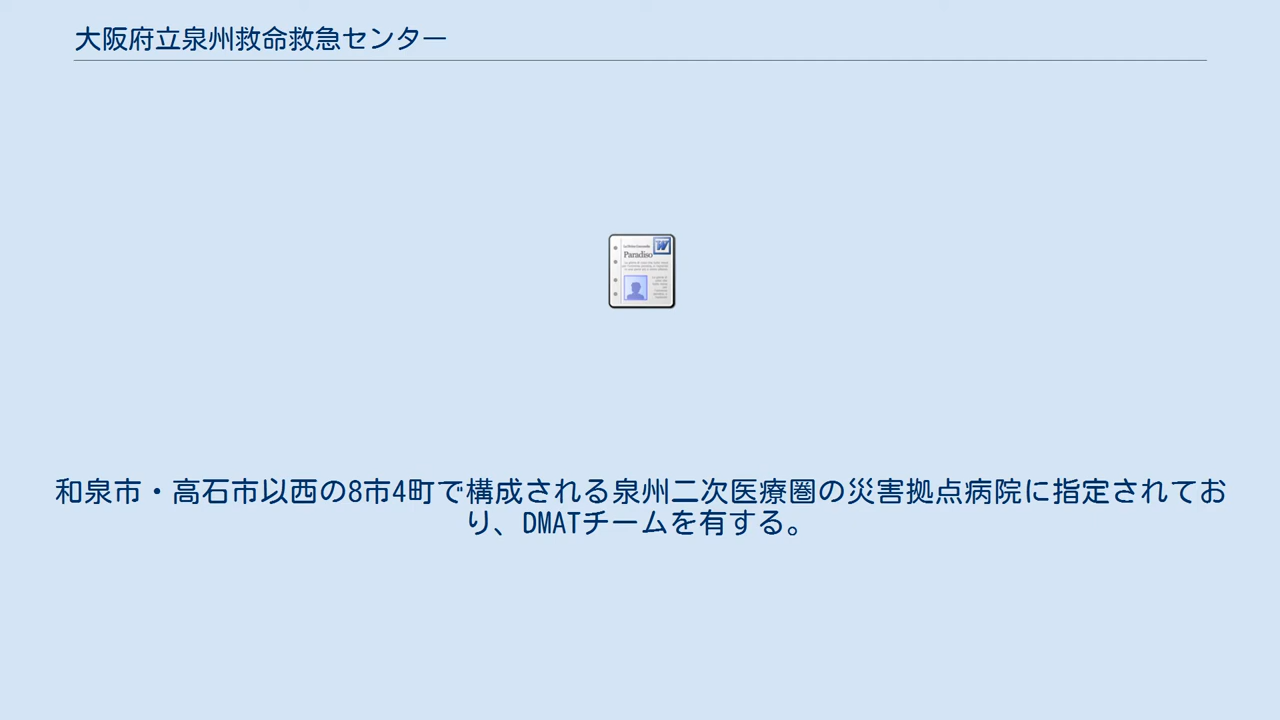 大阪府立泉州救命救急センター
Paradiso
W
和泉市・高石市以西の8市4町で構成される泉州二次医療圏の災害拠点病院に指定されてお
り、DMATチームを有する。